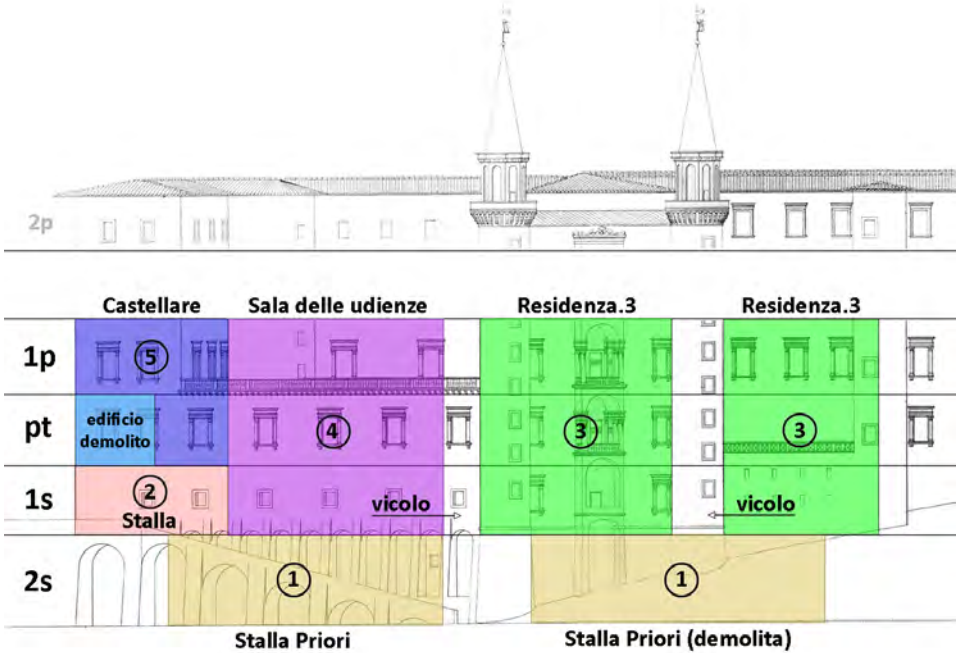 2p
Castellare
Sala delle udienze
Residenza.3
Residenza.3
1p
5
pt
edificio
demolito
4
3
3
1s
2
Stalla
vicolo
vicolo
2s
1
1
Stalla Priori
Stalla Priori (demolita)